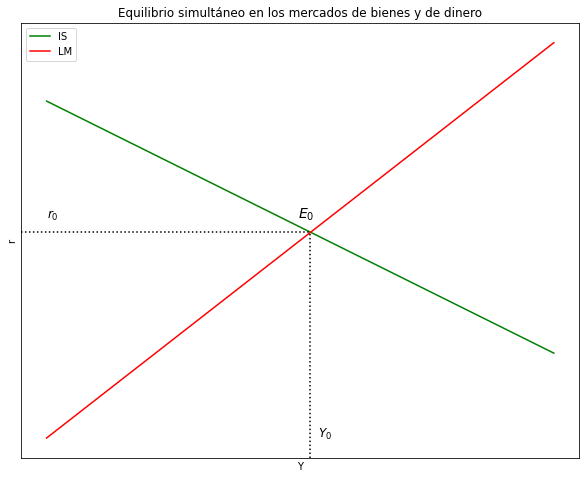 Equilibrio simultáneo en los mercados de bienes y de dinero
IS
LM
r₀
E₀
r
Y₀
Y